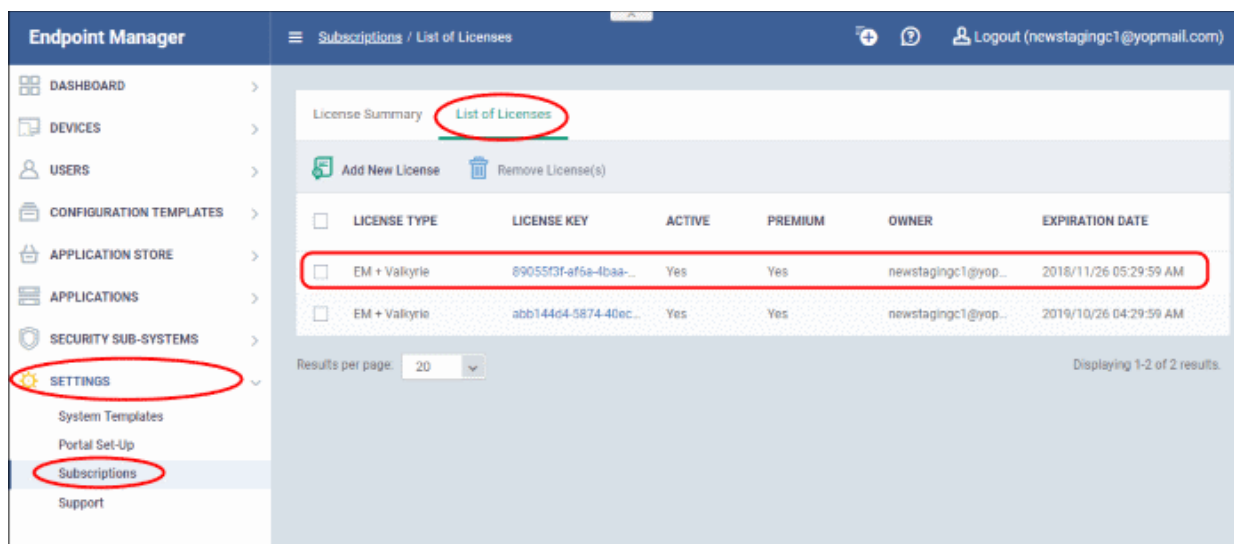 Endpoint Manager
Subscriptions / List of Licenses
Logout (newstagingc1@yopmail.com)
DASHBOARD
DEVICES
USERS
CONFIGURATION TEMPLATES
APPLICATION STORE
APPLICATIONS
SECURITY SUB-SYSTEMS
SETTINGS
System Templates
Portal Set-Up
Subscriptions
Support
License Summary List of Licenses
Add New License Remove License(s)
LICENSE TYPE LICENSE KEY ACTIVE PREMIUM OWNER EXPIRATION DATE
EM + Valkyrie 89055f3f-af6a-4baa-... Yes Yes newstagingc1@yop... 2018/11/26 05:29:59 AM
EM + Valkyrie abb144d4-5874-40ec... Yes Yes newstagingc1@yop... 2019/10/26 04:29:59 AM
Results per page: 20 Displaying 1-2 of 2 results.